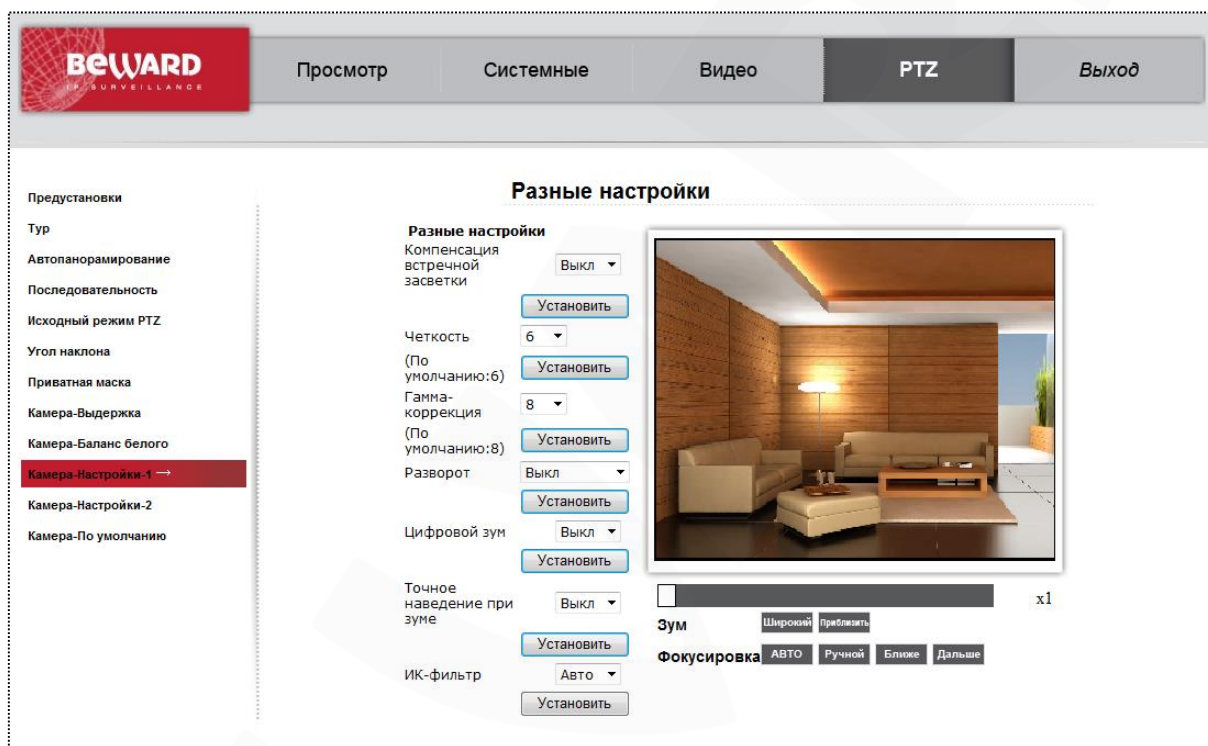 BEWARD
IP SURVEILLANCE
Просмотр
Системные
Видео
PTZ
Выход
Предустановки
Тур
Автопанорамирование
Последовательность
Исходный режим PTZ
Угол наклона
Приватная маска
Камера-Выдержка
Камера-Баланс белого
Камера-Настройки-1 →
Камера-Настройки-2
Камера-По умолчанию
Разные настройки
Разные настройки
Компенсация
встречной
засветки
Выкл
Установить
Четкость
6
(По
умолчанию:6)
Установить
Гамма-
коррекция
8
(По
умолчанию:8)
Установить
Разворот
Выкл
Установить
Цифровой зум
Выкл
Установить
Точное
наведение при
зуме
Выкл
Установить
ИК-фильтр
Авто
Установить
x1
Зум
Широкий
Приблизить
Фокусировка
АВТО
Ручной
Ближе
Дальше